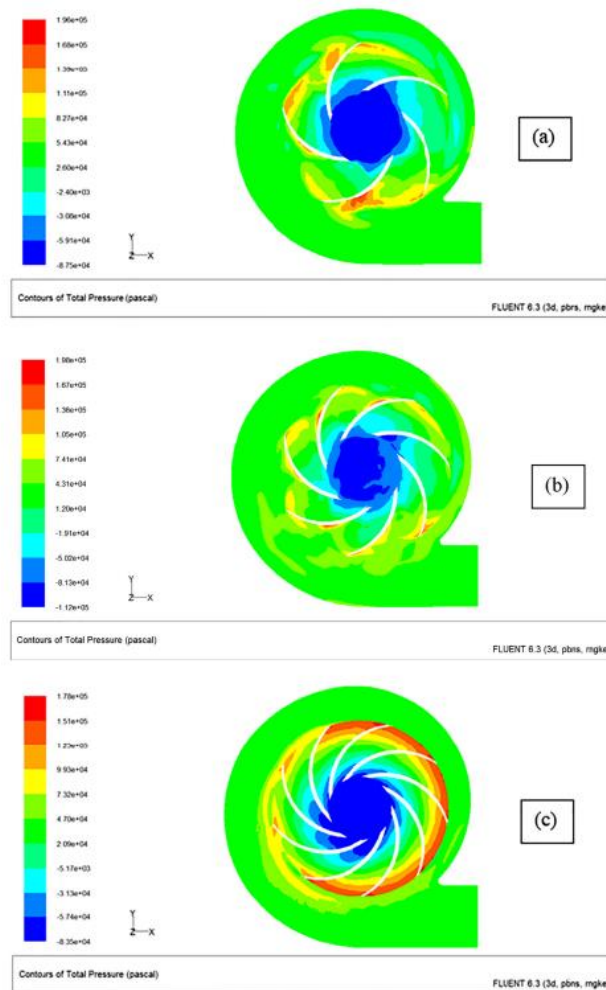 1.96e+05
1.68e+05
1.39e+05
1.11e+05
8.27e+04
5.43e+04
2.60e+04
-2.40e+03
-3.08e+04
-5.91e+04
-8.75e+04
(a)
Y
Z X
Contours of Total Pressure (pascal)
FLUENT 6.3 (3d, pbns, rngke
1.98e+05
1.67e+05
1.36e+05
1.05e+05
7.41e+04
4.31e+04
1.20e+04
-1.91e+04
-5.02e+04
-8.13e+04
-1.12e+05
(b)
Y
Z X
Contours of Total Pressure (pascal)
FLUENT 6.3 (3d, pbns, rngke
1.78e+05
1.51e+05
1.25e+05
9.93e+04
7.32e+04
4.70e+04
2.09e+04
-5.17e+03
-3.13e+04
-5.74e+04
-8.35e+04
(c)
Y
Z X
Contours of Total Pressure (pascal)
FLUENT 6.3 (3d, pbns, rngke